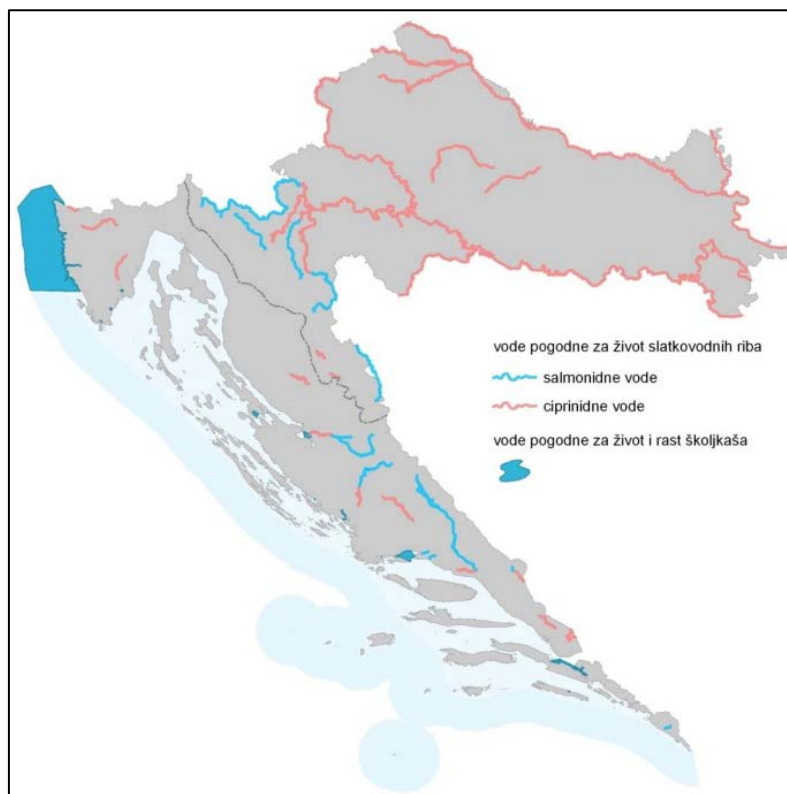 vode pogodne za život slatkovodnih riba
salmonidne vode
ciprinidne vode
vode pogodne za život i rast školjkaša